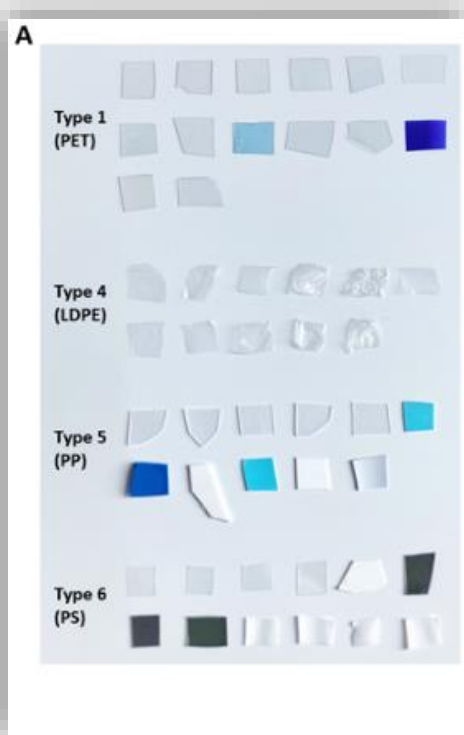 A
Type 1
(PET)
Type 4
(LDPE)
Type 5
(PP)
Type 6
(PS)